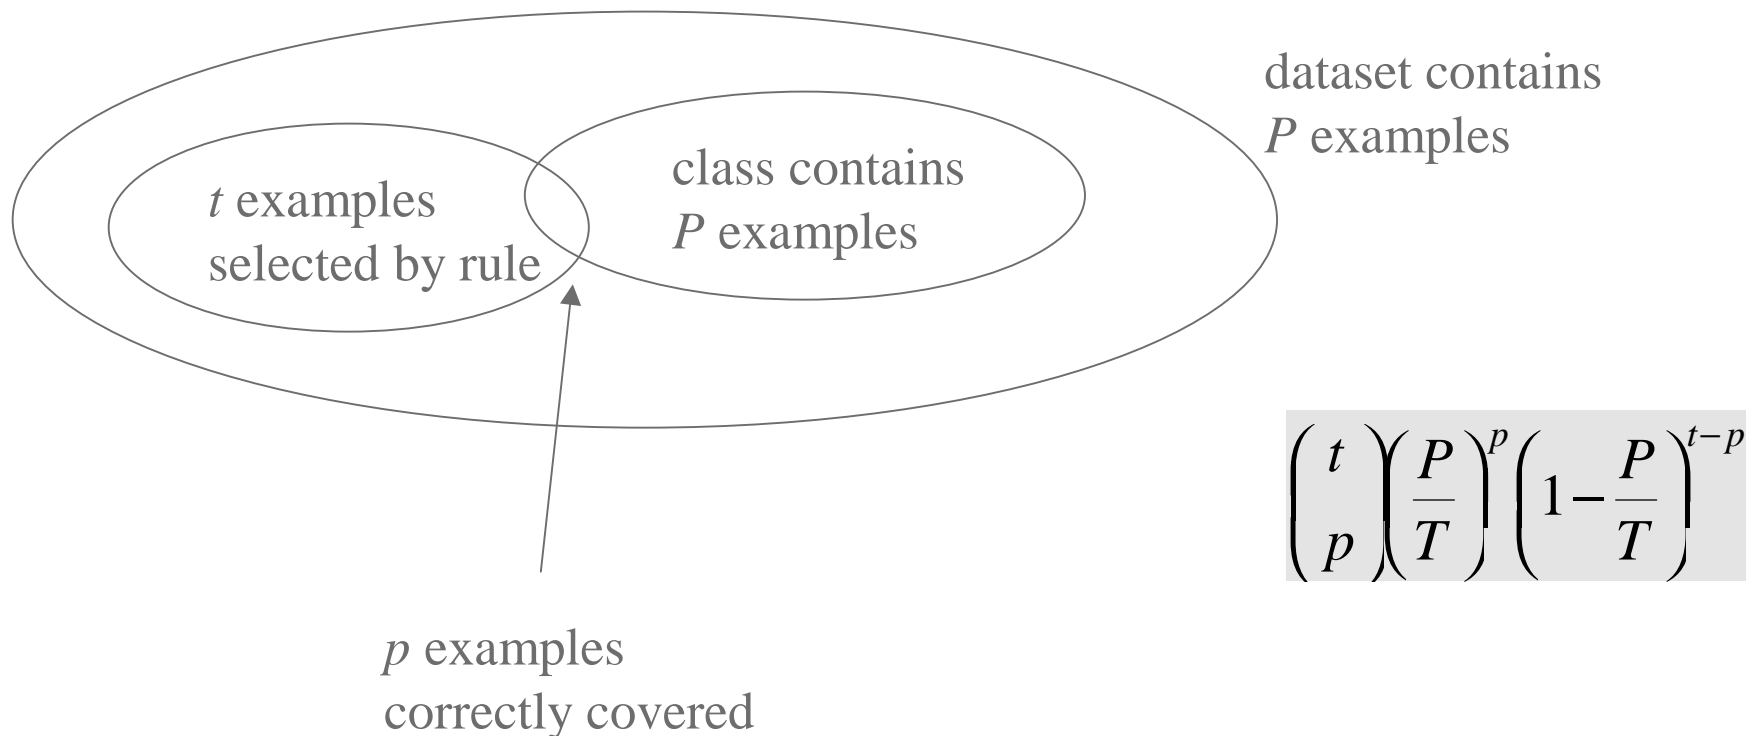 dataset contains
P examples
class contains
P examples
t examples
selected by rule
p examples
correctly covered
(t p)(P/T)^p (1 − P/T)^{t−p}